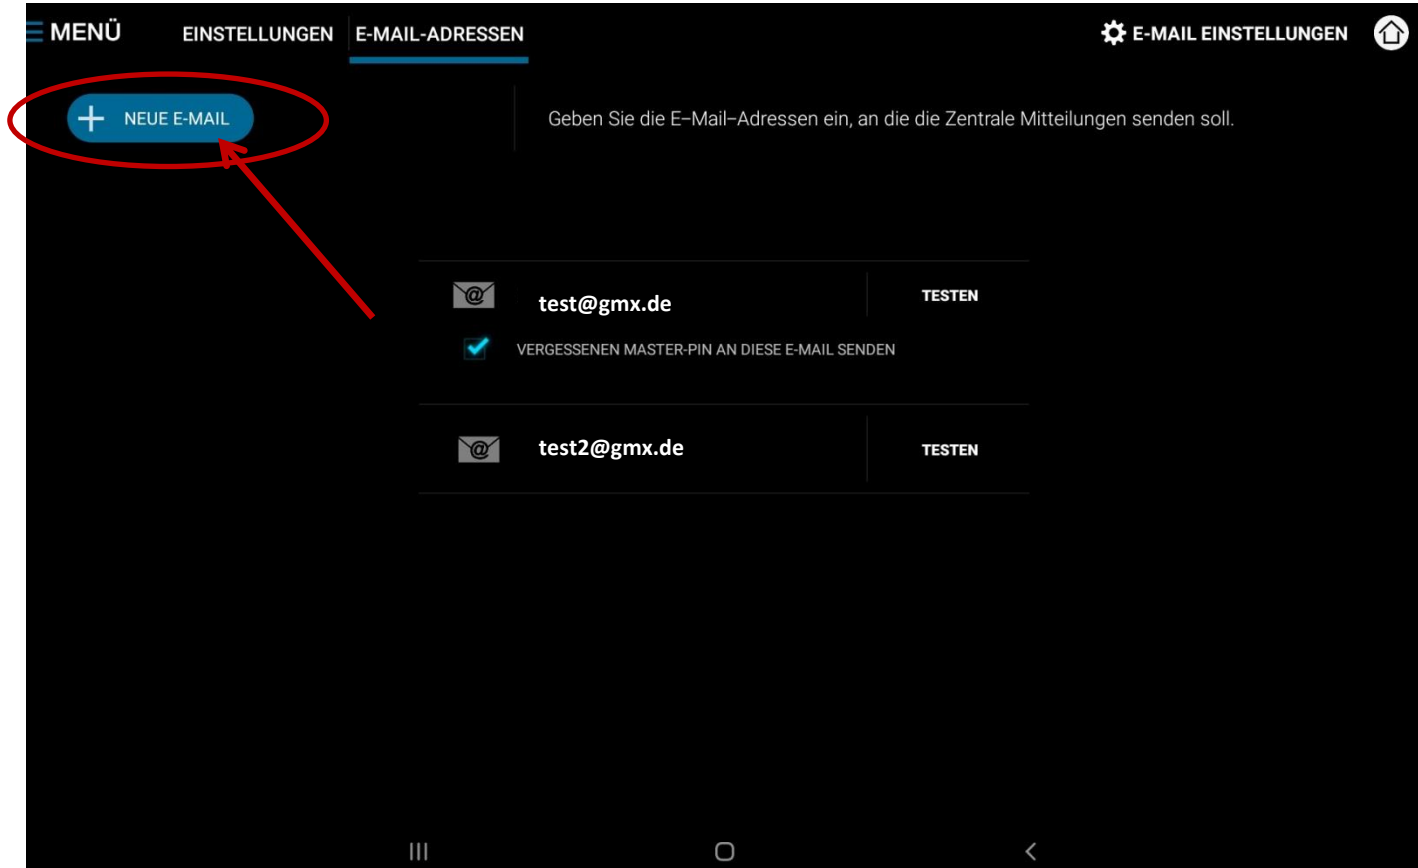 MENÜ
EINSTELLUNGEN
E-MAIL-ADRESSEN
E-MAIL EINSTELLUNGEN
NEUE E-MAIL
Geben Sie die E-Mail-Adressen ein, an die die Zentrale Mitteilungen senden soll.
test@gmx.de
TESTEN
VERGESSENEN MASTER-PIN AN DIESE E-MAIL SENDEN
test2@gmx.de
TESTEN